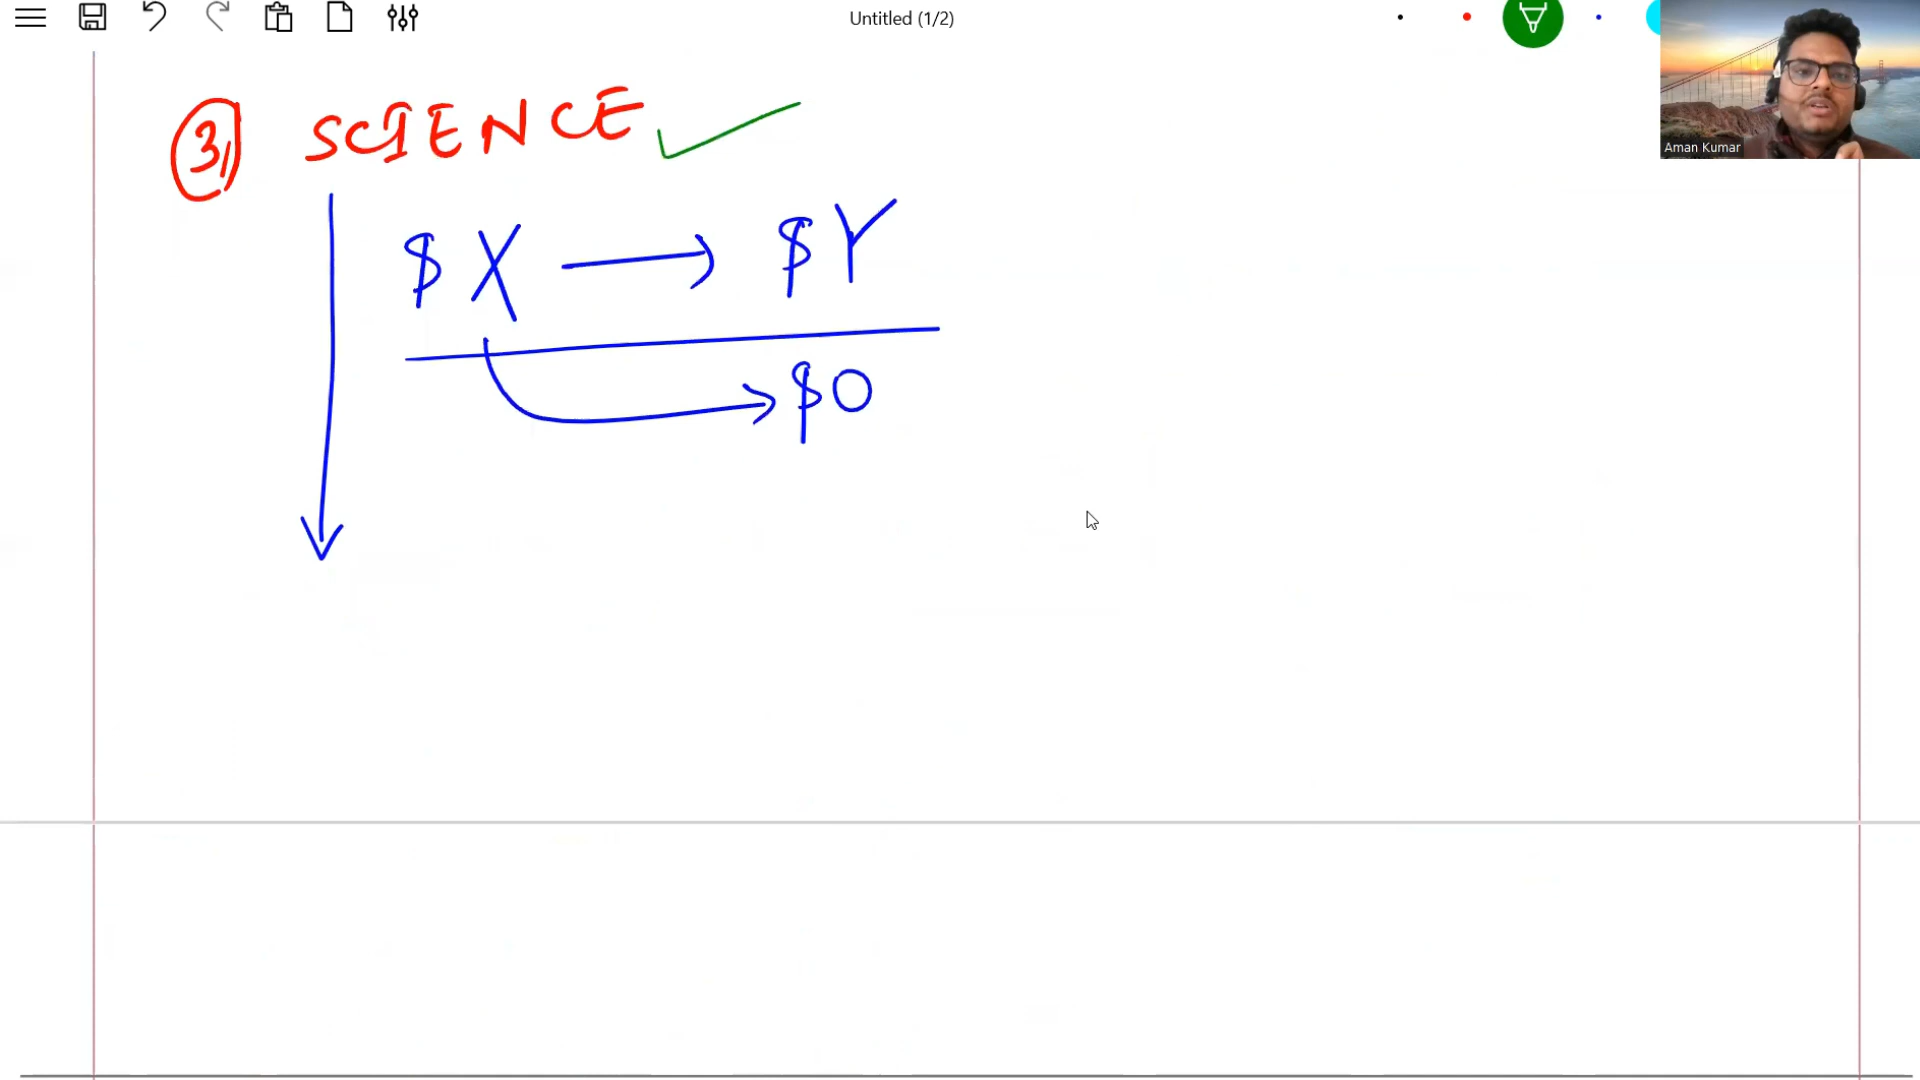 Untitled (1/2)
Aman Kumar
3) SCIENCE ✓
$X → $Y
→ $0